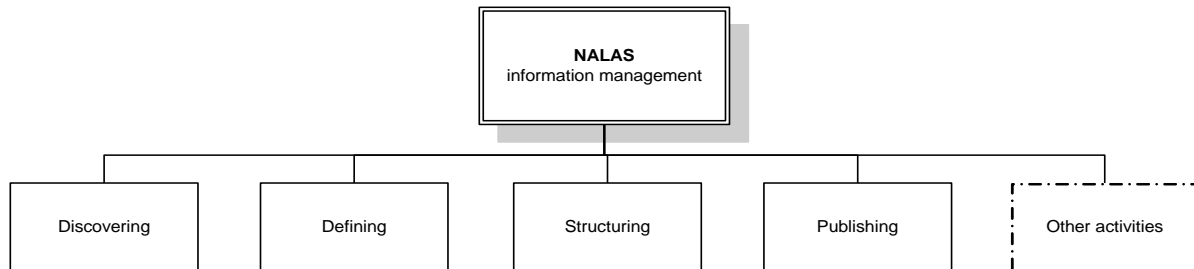 NALAS
information management
Discovering
Defining
Structuring
Publishing
Other activities